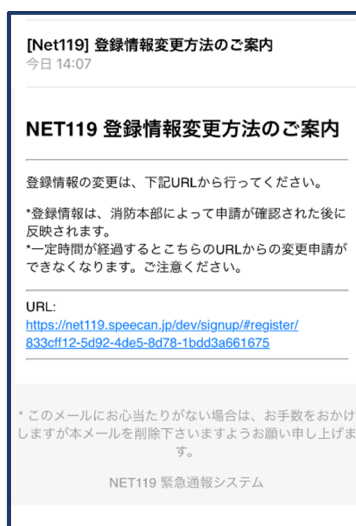 [Net119] 登録情報変更方法のご案内
今日 14:07
NET119 登録情報変更方法のご案内
登録情報の変更は、下記URLから行ってください。
*登録情報は、消防本部によって申請が確認された後に
反映されます。
*一定時間が経過するとこちらのURLからの変更申請が
できなくなります。ご注意ください。
URL:
https://net119.speecan.jp/dev/signup/#register/
833cff12-5d92-4de5-8d78-1bdd3a661675
* このメールにお心当たりがない場合は、お手数をおかけ
しますが本メールを削除下さいますようお願い申し上げま
す。
NET119 緊急通報システム